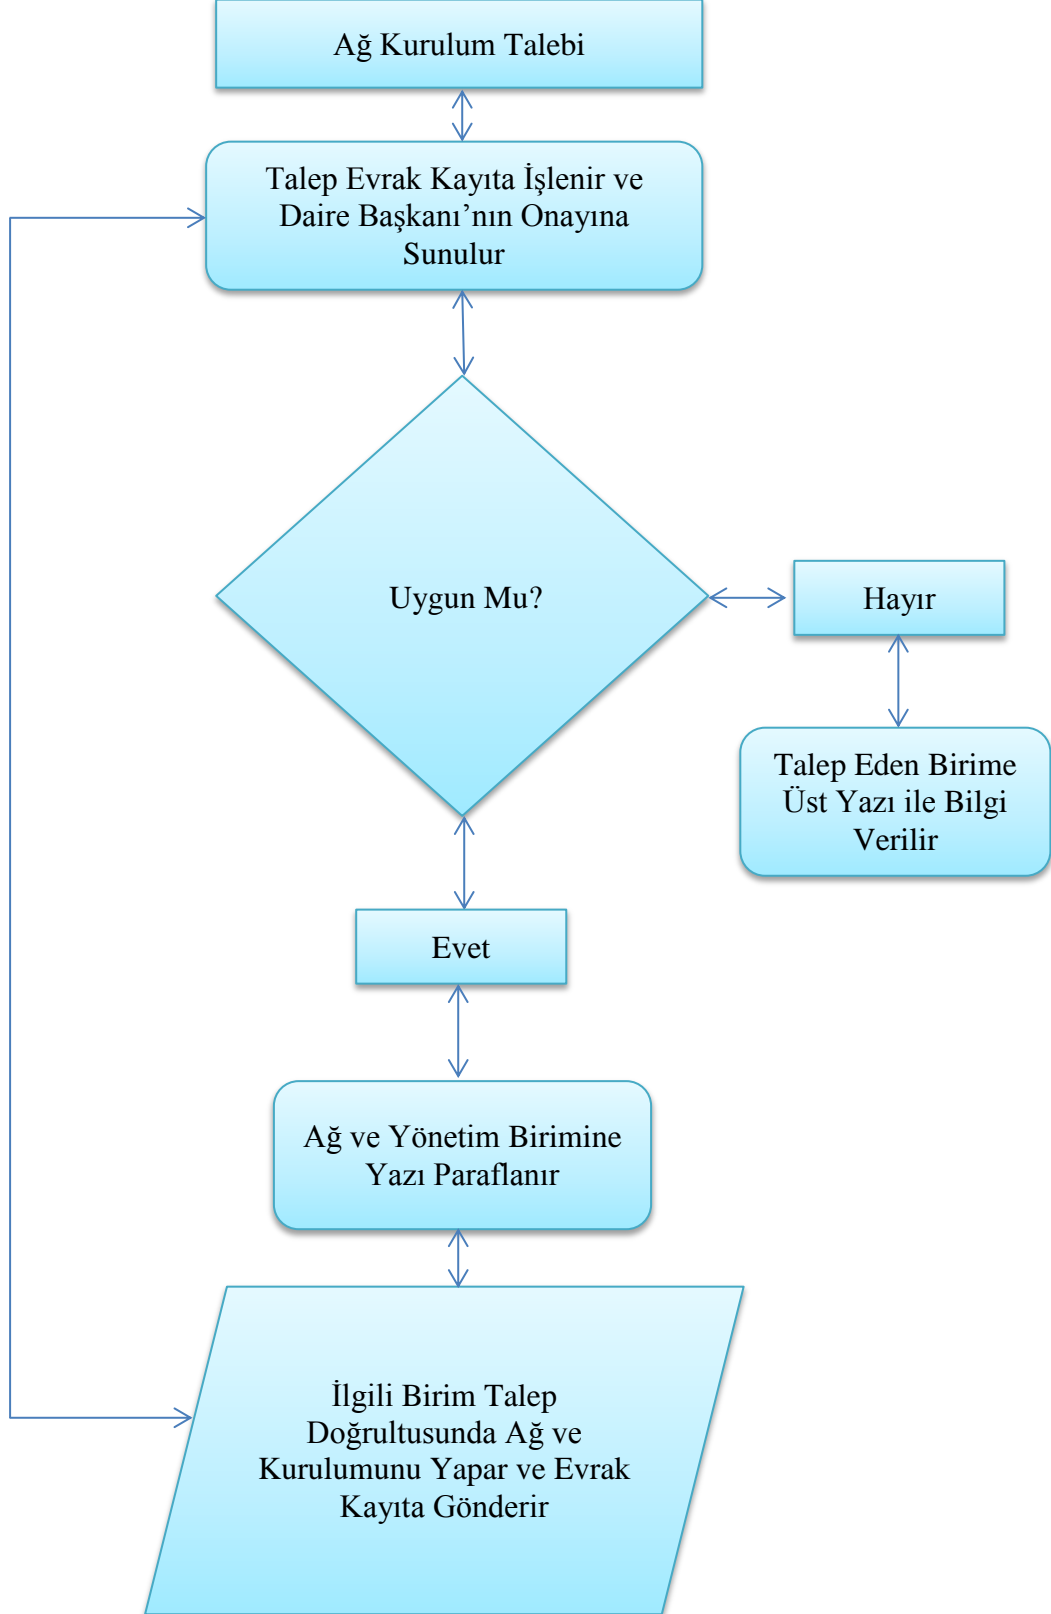 Ağ Kurulum Talebi
Talep Evrak Kayıta İşlenir ve
Daire Başkanı’nın Onayına
Sunulur
Uygun Mu?
Hayır
Talep Eden Birime
Üst Yazı ile Bilgi
Verilir
Evet
Ağ ve Yönetim Birimine
Yazı Paraflanır
İlgili Birim Talep
Doğrultusunda Ağ ve
Kurulumunu Yapar ve Evrak
Kayıta Gönderir